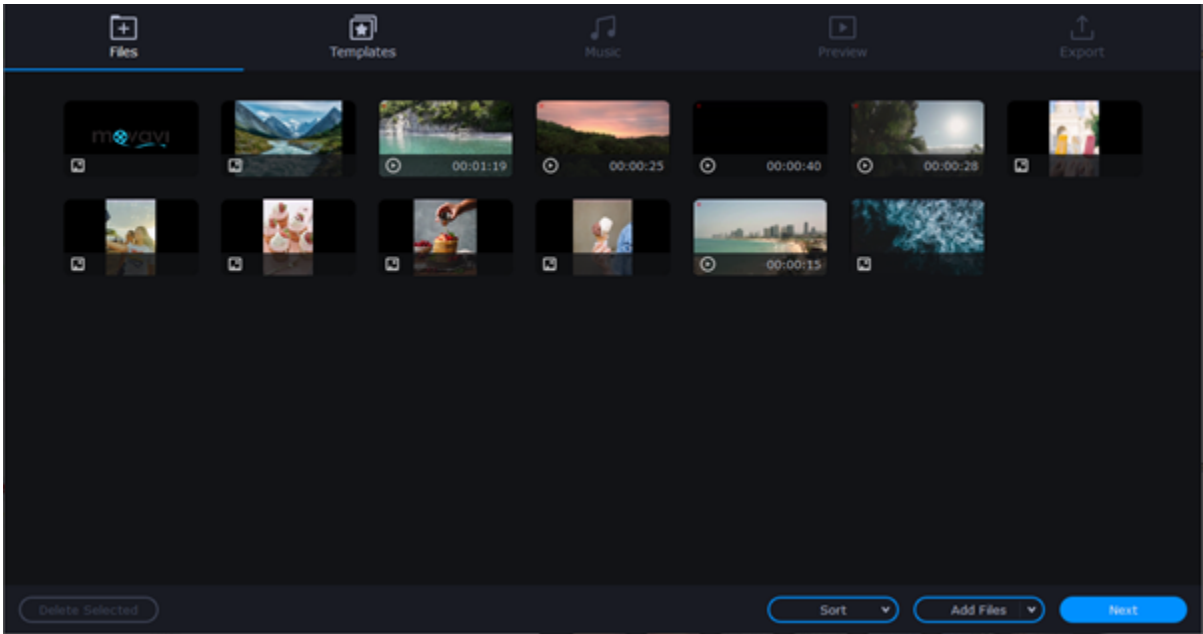 Files
Templates
Music
Preview
Export
movavi
00:01:19
00:00:25
00:00:40
00:00:28
00:00:15
Delete Selected
Sort
Add Files
Next